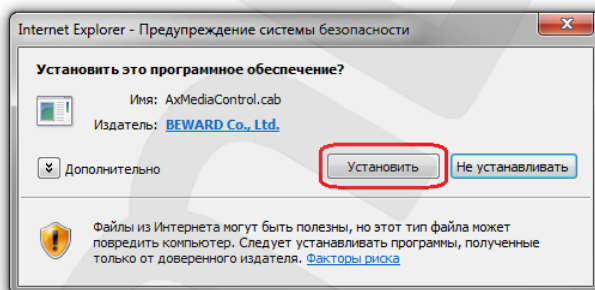 Internet Explorer - Предупреждение системы безопасности
Установить это программное обеспечение?
Имя: AxMediaControl.cab
Издатель: BEWARD Co., Ltd.
Дополнительно
Установить
Не устанавливать
Файлы из Интернета могут быть полезны, но этот тип файла может
повредить компьютер. Следует устанавливать программы, полученные
только от доверенного издателя. Факторы риска